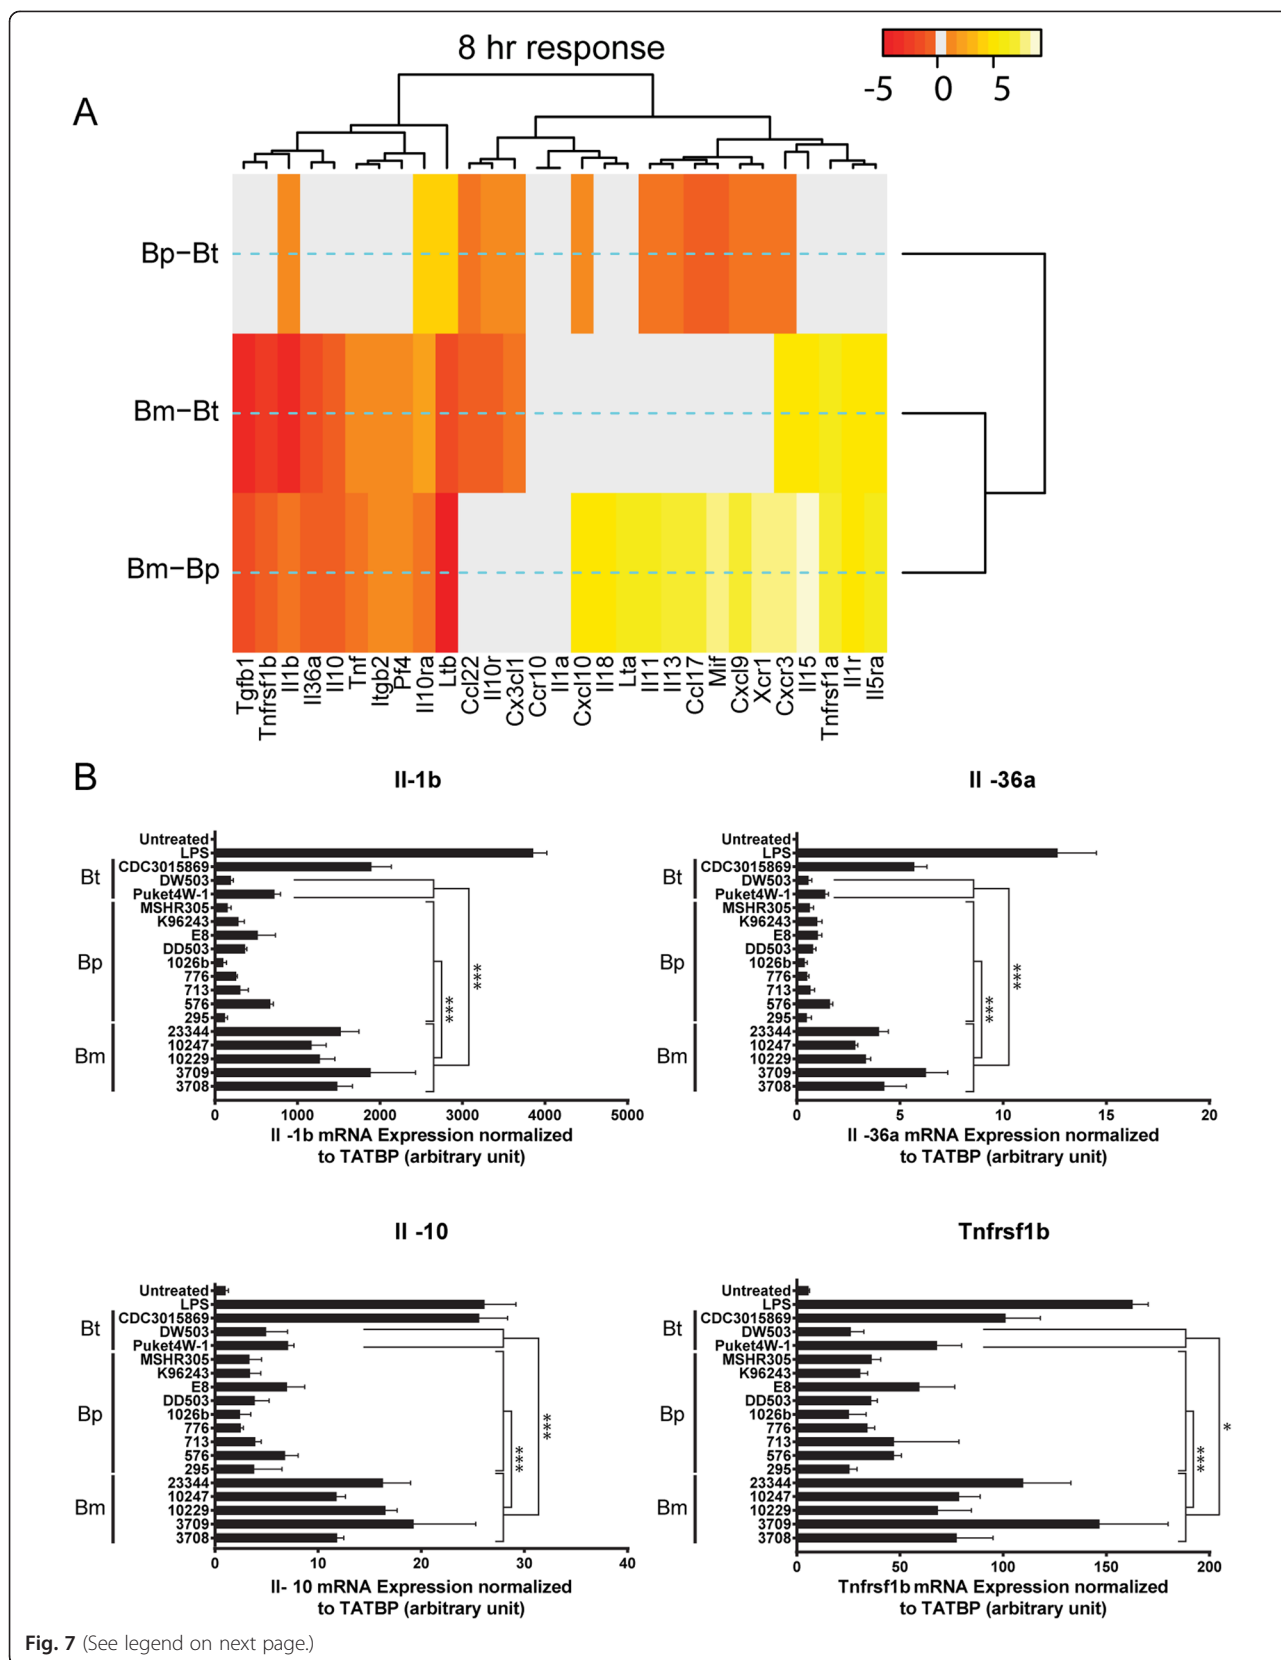 8 hr response
-5 0 5
A
Bp−Bt
Bm−Bt
Bm−Bp
Tgfb1
Tnfrsf1b
Il1b
Il36a
Il10
Tnf
Itgb2
Pf4
Il10ra
Ltb
Ccl22
Il10r
Cx3cl1
Ccr10
Il1a
Cxcl10
Il18
Lta
Il11
Il13
Ccl17
Mif
Cxcl9
Xcr1
Cxcr3
Il15
Tnfrsf1a
Il1r
Il5ra
B
Il-1b
Untreated
LPS
CDC3015869
DW503
Puket4W-1
MSHR305
K96243
E8
DD503
1026b
776
713
576
295
23344
10247
10229
3709
3708
Bt
Bp
Bm
***
***
0 1000 2000 3000 4000 5000
Il -1b mRNA Expression normalized
to TATBP (arbitrary unit)
Il -36a
Untreated
LPS
CDC3015869
DW503
Puket4W-1
MSHR305
K96243
E8
DD503
1026b
776
713
576
295
23344
10247
10229
3709
3708
Bt
Bp
Bm
***
***
0 5 10 15 20
Il -36a mRNA Expression normalized
to TATBP (arbitrary unit)
Il -10
Untreated
LPS
CDC3015869
DW503
Puket4W-1
MSHR305
K96243
E8
DD503
1026b
776
713
576
295
23344
10247
10229
3709
3708
Bt
Bp
Bm
***
***
0 10 20 30 40
Il- 10 mRNA Expression normalized
to TATBP (arbitrary unit)
Tnfrsf1b
Untreated
LPS
CDC3015869
DW503
Puket4W-1
MSHR305
K96243
E8
DD503
1026b
776
713
576
295
23344
10247
10229
3709
3708
Bt
Bp
Bm
***
*
0 50 100 150 200
Tnfrsf1b mRNA Expression normalized
to TATBP (arbitrary unit)
Fig. 7 (See legend on next page.)